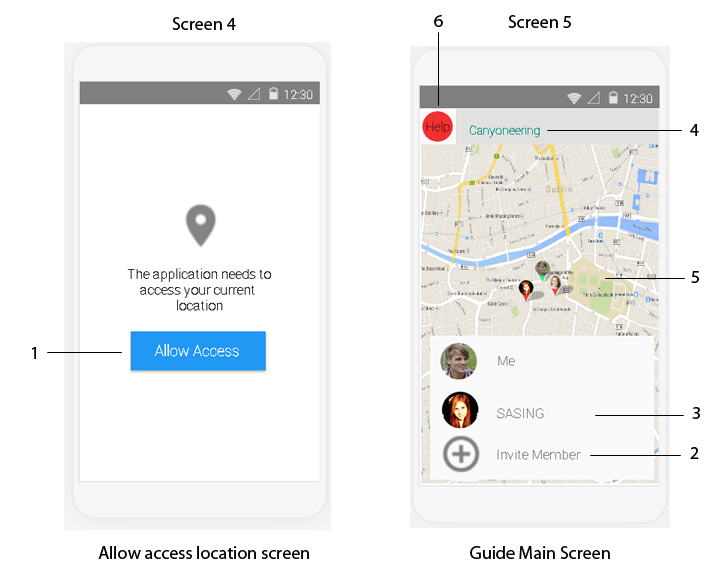 Screen 4
12:30
The application needs to
access your current
location
1
Allow Access
Allow access location screen
Screen 5
6
12:30
Help
Canyoneering
4
Dublin
5
Me
SASING
3
Invite Member
2
Guide Main Screen